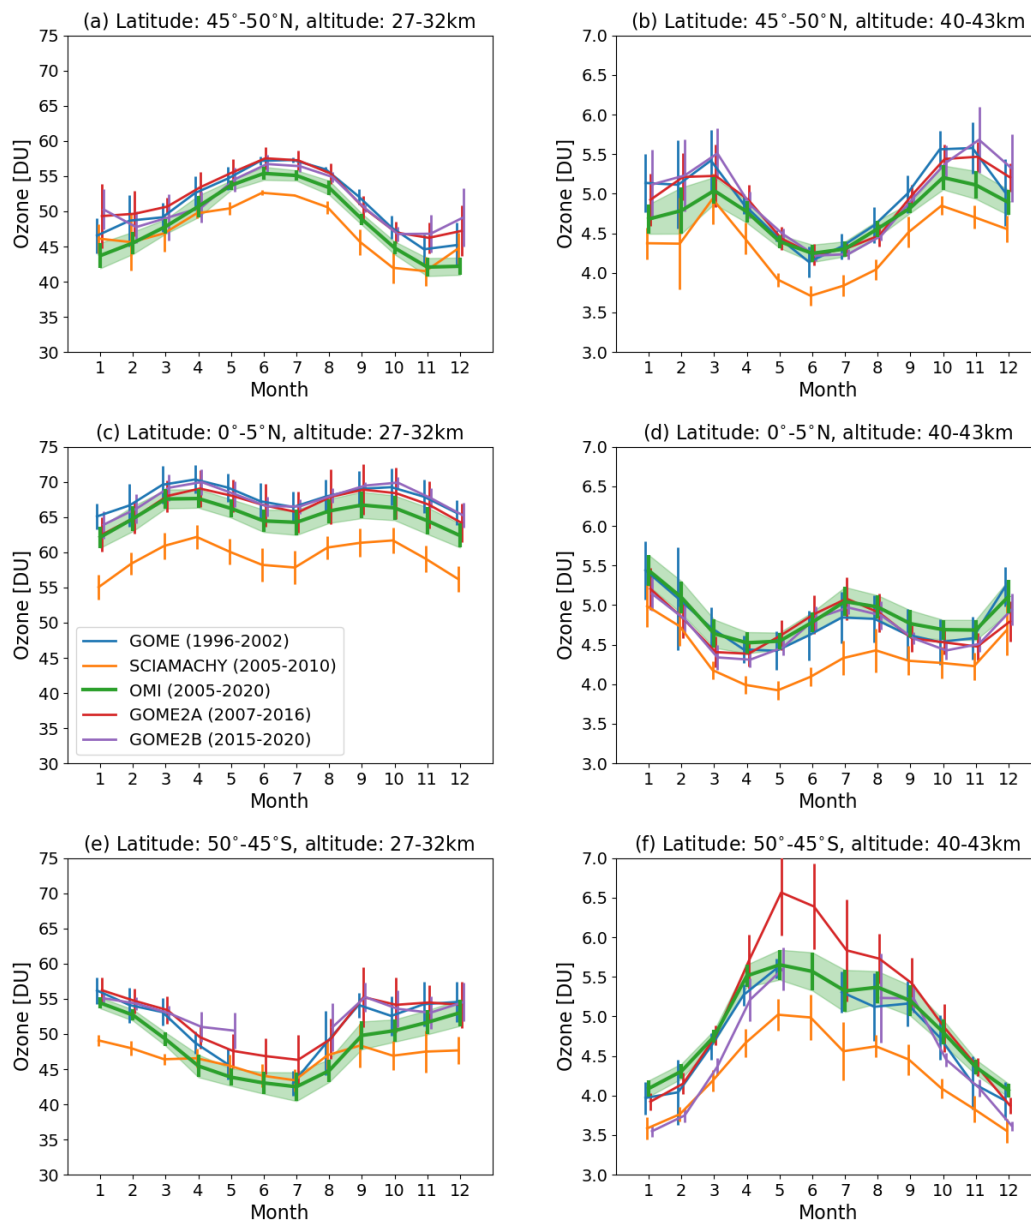 (a) Latitude: 45°-50°N, altitude: 27-32km
75
70
65
60
55
50
45
40
35
30
Ozone [DU]
1 2 3 4 5 6 7 8 9 10 11 12
Month
(b) Latitude: 45°-50°N, altitude: 40-43km
7.0
6.5
6.0
5.5
5.0
4.5
4.0
3.5
3.0
Ozone [DU]
1 2 3 4 5 6 7 8 9 10 11 12
Month
(c) Latitude: 0°-5°N, altitude: 27-32km
75
70
65
60
55
50
45
40
35
30
Ozone [DU]
GOME (1996-2002)
SCIAMACHY (2005-2010)
OMI (2005-2020)
GOME2A (2007-2016)
GOME2B (2015-2020)
1 2 3 4 5 6 7 8 9 10 11 12
Month
(d) Latitude: 0°-5°N, altitude: 40-43km
7.0
6.5
6.0
5.5
5.0
4.5
4.0
3.5
3.0
Ozone [DU]
1 2 3 4 5 6 7 8 9 10 11 12
Month
(e) Latitude: 50°-45°S, altitude: 27-32km
75
70
65
60
55
50
45
40
35
30
Ozone [DU]
1 2 3 4 5 6 7 8 9 10 11 12
Month
(f) Latitude: 50°-45°S, altitude: 40-43km
7.0
6.5
6.0
5.5
5.0
4.5
4.0
3.5
3.0
Ozone [DU]
1 2 3 4 5 6 7 8 9 10 11 12
Month